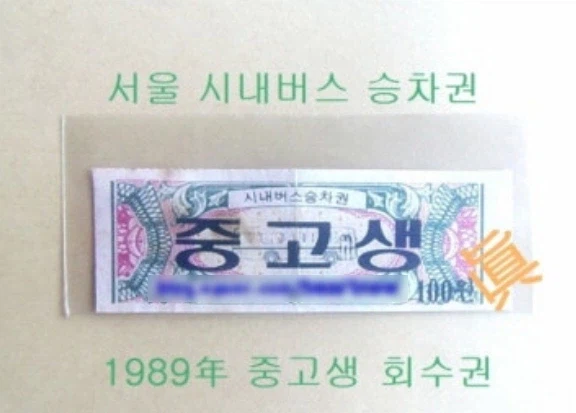 서울 시내버스 승차권
시내버스승차권
중고생
100원
1989年 중고생 회수권